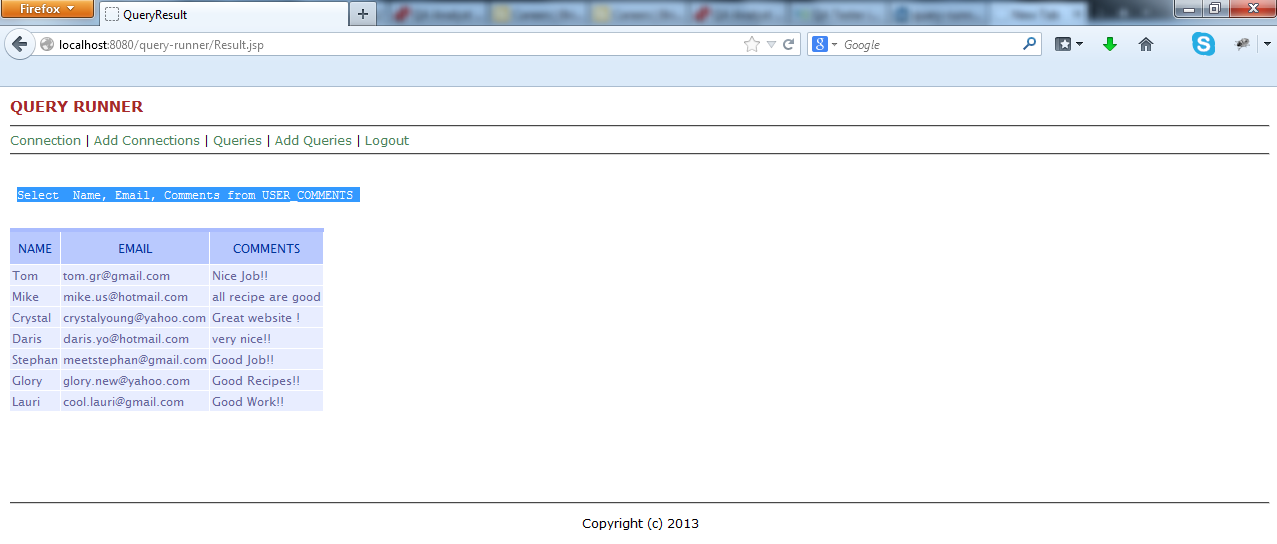 Firefox
QueryResult
QA Analyst
New Tab
localhost:8080/query-runner/Result.jsp
Google
QUERY RUNNER
Connection | Add Connections | Queries | Add Queries | Logout
Select  Name, Email, Comments from USER_COMMENTS
NAME EMAIL COMMENTS
Tom tom.gr@gmail.com Nice Job!!
Mike mike.us@hotmail.com all recipe are good
Crystal crystalyoung@yahoo.com Great website !
Daris daris.yo@hotmail.com very nice!!
Stephan meetstephan@gmail.com Good Job!!
Glory glory.new@yahoo.com Good Recipes!!
Lauri cool.lauri@gmail.com Good Work!!
Copyright (c) 2013